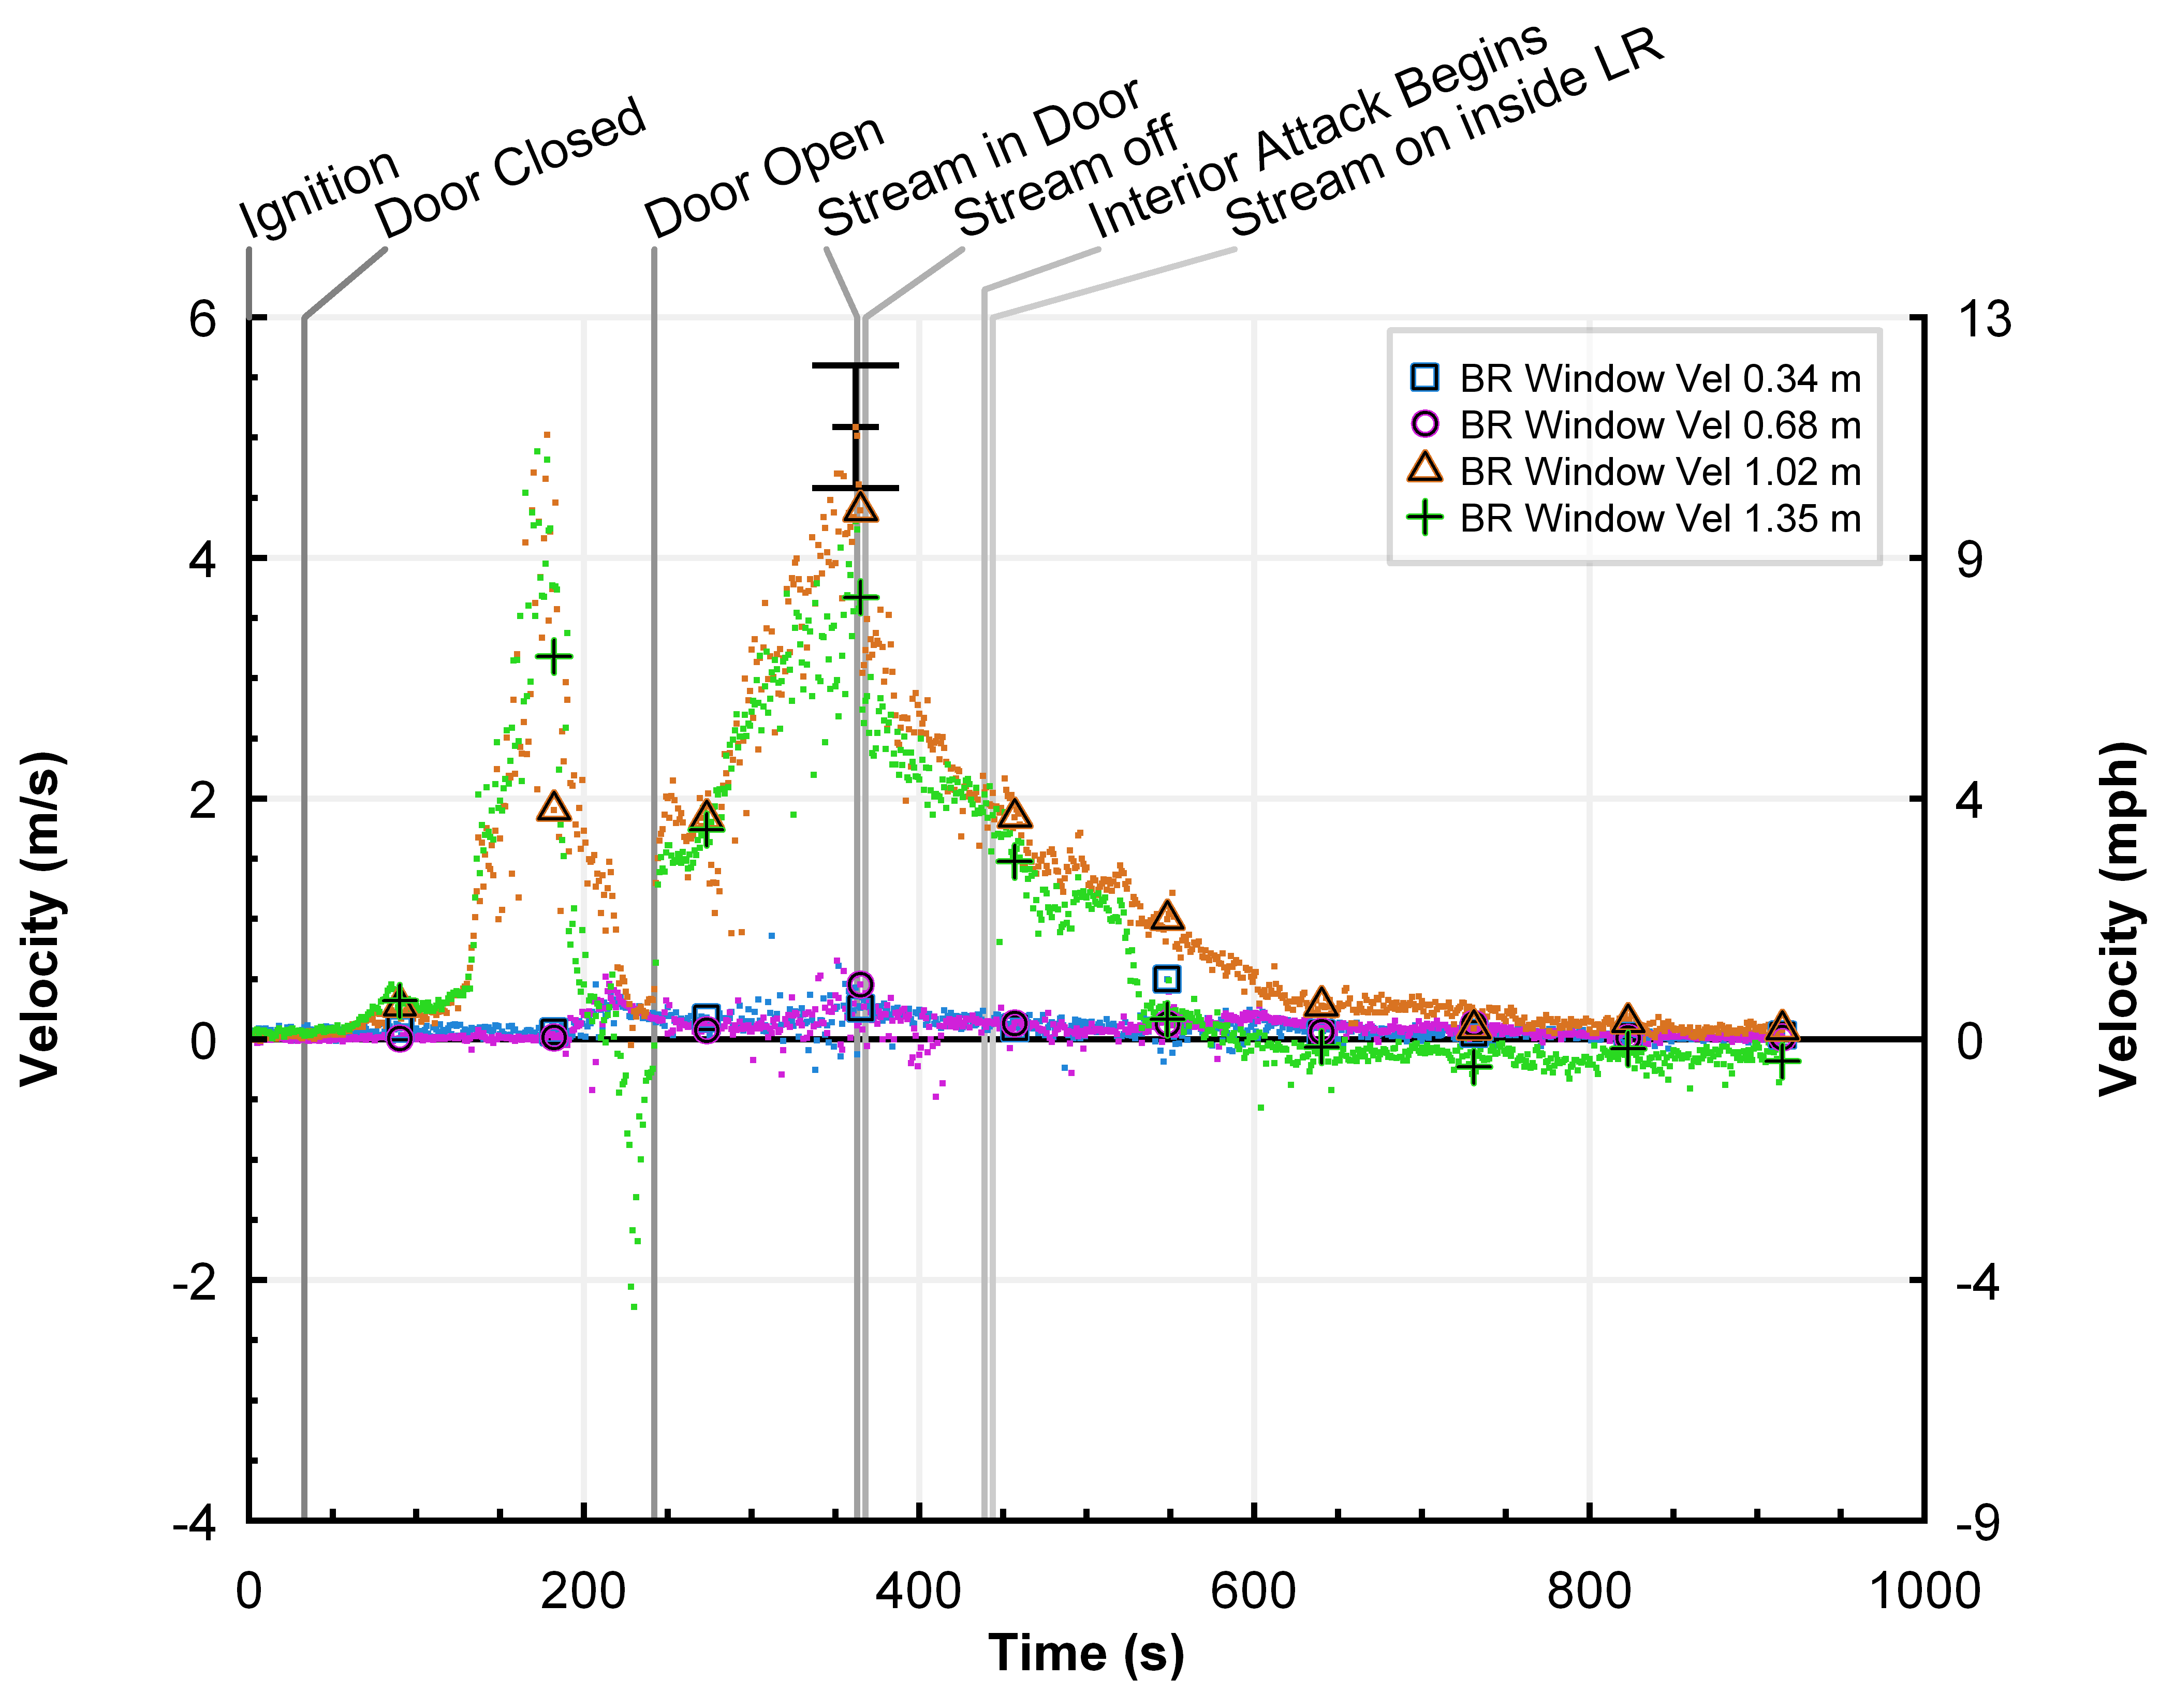 Ignition
Door Closed
Door Open
Stream in Door
Stream off
Interior Attack Begins
Stream on inside LR
6
4
2
0
-2
-4
13
9
4
0
-4
-9
BR Window Vel 0.34 m
BR Window Vel 0.68 m
BR Window Vel 1.02 m
BR Window Vel 1.35 m
Velocity (m/s)
Velocity (mph)
0 200 400 600 800 1000
Time (s)